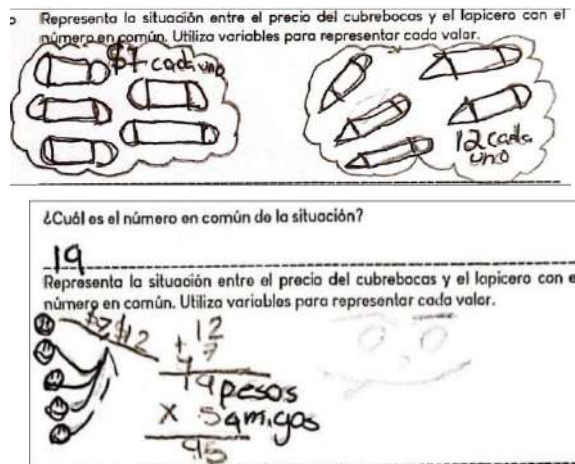 Representa la situación entre el precio del cubrebocas y el lapicero con el
número en común. Utiliza variables para representar cada valor.
$7 cada uno
12 cada
uno
¿Cuál es el número en común de la situación?
19
Representa la situación entre el precio del cubrebocas y el lapicero con e
número en común. Utiliza variables para representar cada valor.
$7 $12
12
+ 7
19 pesos
X 5 amigos
95